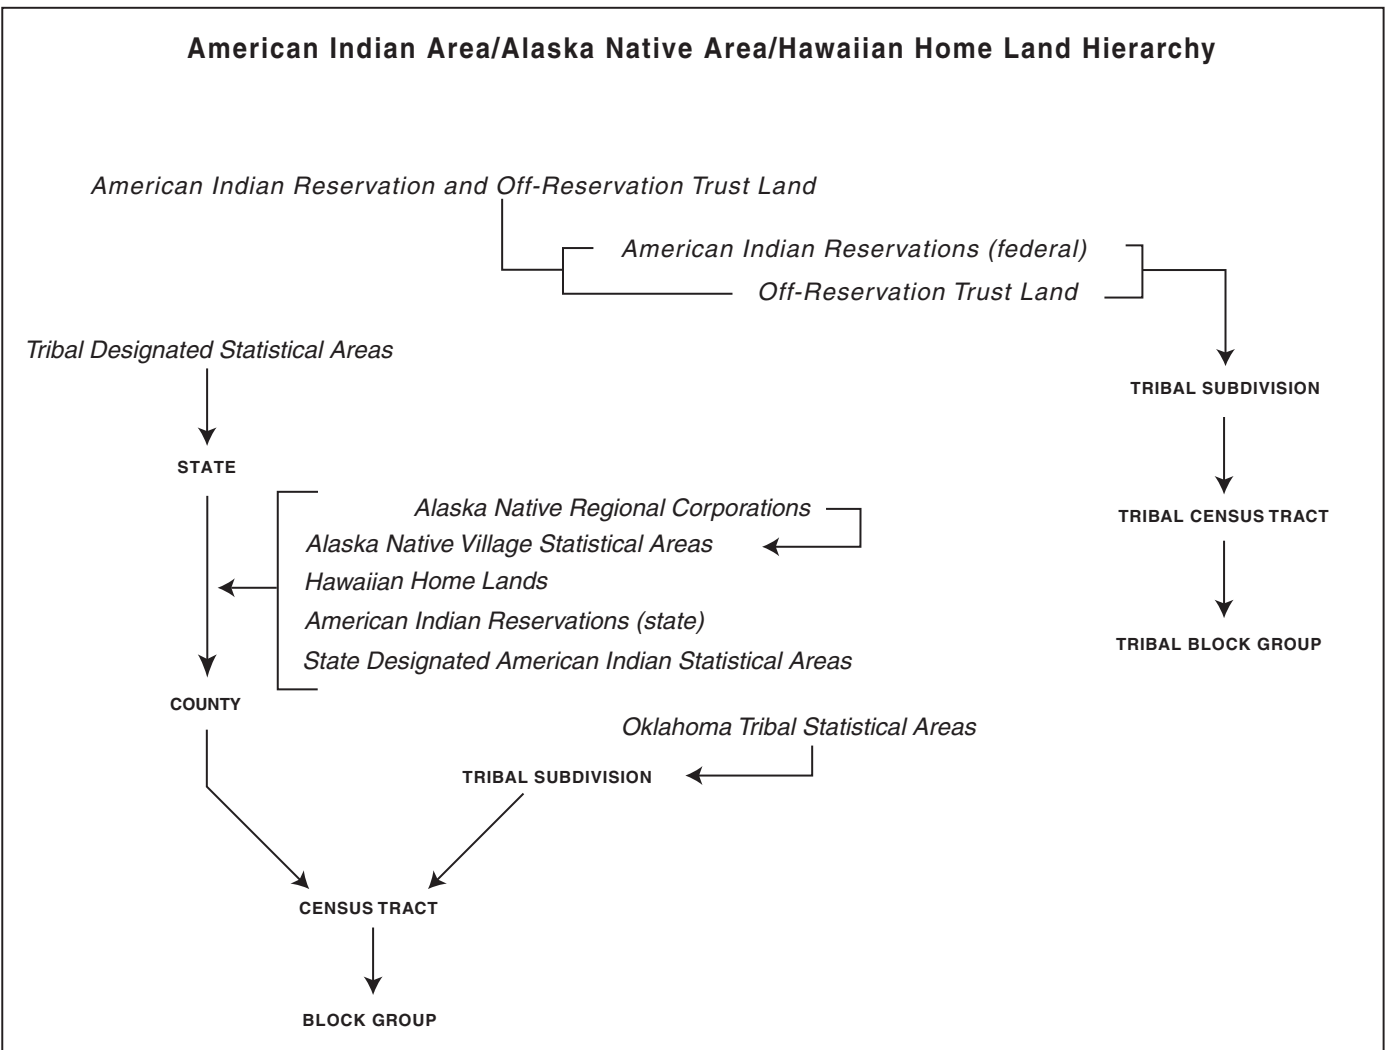 American Indian Area/Alaska Native Area/Hawaiian Home Land Hierarchy
American Indian Reservation and Off-Reservation Trust Land
American Indian Reservations (federal)
Off-Reservation Trust Land
Tribal Designated Statistical Areas
TRIBAL SUBDIVISION
STATE
Alaska Native Regional Corporations
TRIBAL CENSUS TRACT
Alaska Native Village Statistical Areas
Hawaiian Home Lands
American Indian Reservations (state)
TRIBAL BLOCK GROUP
State Designated American Indian Statistical Areas
COUNTY
Oklahoma Tribal Statistical Areas
TRIBAL SUBDIVISION
CENSUS TRACT
BLOCK GROUP